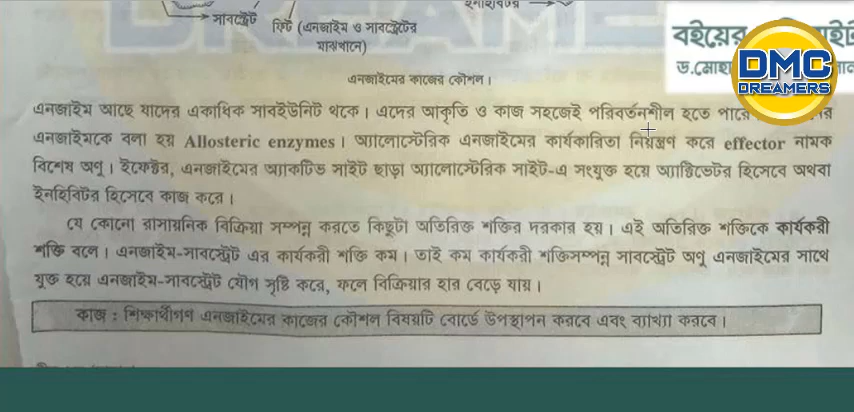 সাবস্ট্রেট
ফিট (এনজাইম ও সাবস্ট্রেটের
মাঝখানে)
এনজাইমের কাজের কৌশল।
বইয়ের
ড.মোহা
DMC
DREAMERS
এনজাইম আছে যাদের একাধিক সাবইউনিট থকে। এদের আকৃতি ও কাজ সহজেই পরিবর্তনশীল হতে পারে
এনজাইমকে বলা হয় Allosteric enzymes। অ্যালোস্টেরিক এনজাইমের কার্যকারিতা নিয়ন্ত্রণ করে effector নামক
বিশেষ অণু। ইফেক্টর, এনজাইমের অ্যাকটিভ সাইট ছাড়া অ্যালোস্টেরিক সাইট-এ সংযুক্ত হয়ে অ্যাক্টিভেটর হিসেবে অথবা
ইনহিবিটর হিসেবে কাজ করে।
যে কোনো রাসায়নিক বিক্রিয়া সম্পন্ন করতে কিছুটা অতিরিক্ত শক্তির দরকার হয়। এই অতিরিক্ত শক্তিকে কার্যকরী
শক্তি বলে। এনজাইম-সাবস্ট্রেট এর কার্যকরী শক্তি কম। তাই কম কার্যকরী শক্তিসম্পন্ন সাবস্ট্রেট অণু এনজাইমের সাথে
যুক্ত হয়ে এনজাইম-সাবস্ট্রেট যৌগ সৃষ্টি করে, ফলে বিক্রিয়ার হার বেড়ে যায়।
কাজ : শিক্ষার্থীগণ এনজাইমের কাজের কৌশল বিষয়টি বোর্ডে উপস্থাপন করবে এবং ব্যাখ্যা করবে।